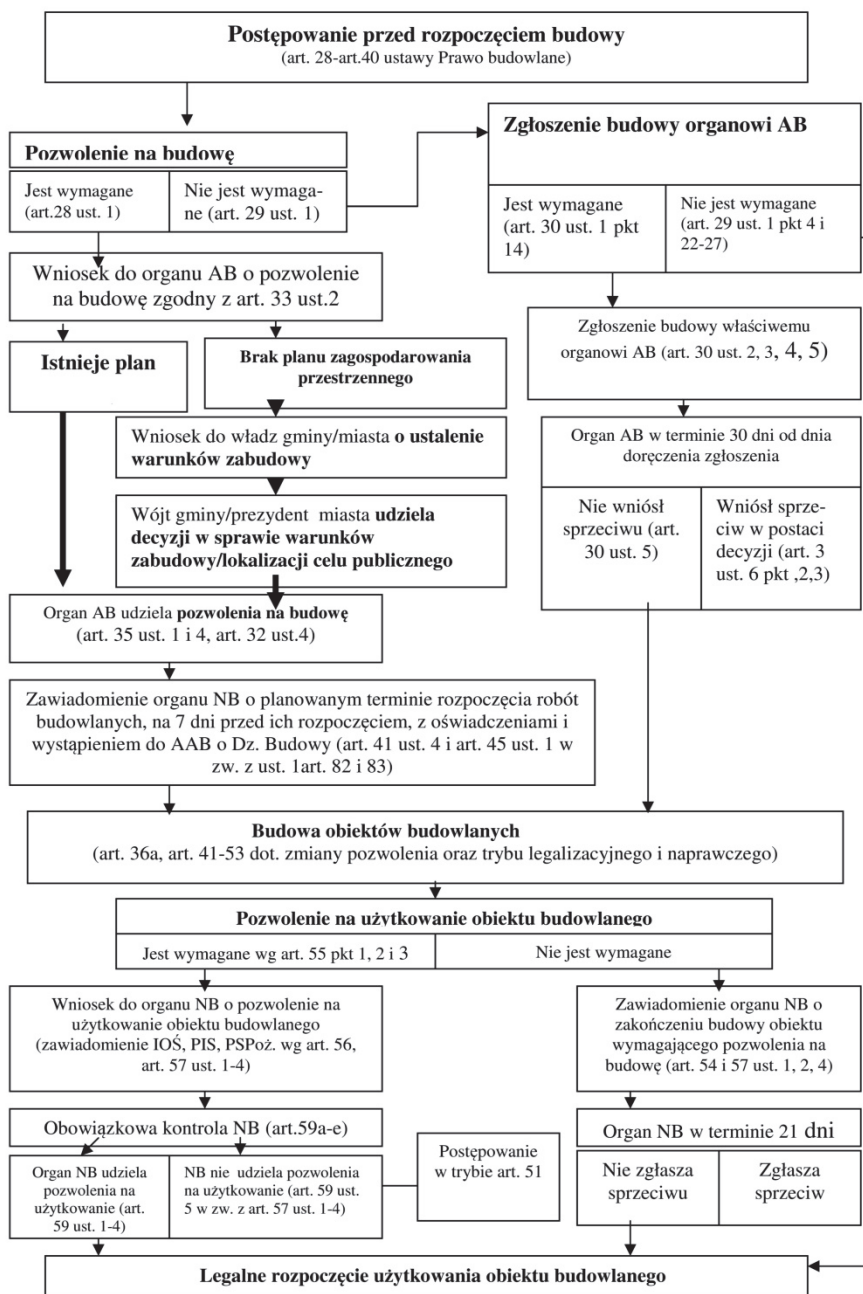 Postępowanie przed rozpoczęciem budowy
(art. 28-art.40 ustawy Prawo budowlane)
Pozwolenie na budowę
Jest wymagane
(art.28 ust. 1)
Nie jest wymaga-
ne (art. 29 ust. 1)
Zgłoszenie budowy organowi AB
Jest wymagane
(art. 30 ust. 1 pkt
14)
Nie jest wymagane
(art. 29 ust. 1 pkt 4 i
22-27)
Wniosek do organu AB o pozwolenie
na budowę zgodny z art. 33 ust.2
Istnieje plan
Brak planu zagospodarowania
przestrzennego
Zgłoszenie budowy właściwemu
organowi AB (art. 30 ust. 2, 3, 4, 5)
Wniosek do władz gminy/miasta o ustalenie
warunków zabudowy
Organ AB w terminie 30 dni od dnia
doręczenia zgłoszenia
Nie wniósł
sprzeciwu (art.
30 ust. 5)
Wniósł sprze-
ciw w postaci
decyzji (art. 3
ust. 6 pkt ,2,3)
Wójt gminy/prezydent miasta udziela
decyzji w sprawie warunków
zabudowy/lokalizacji celu publicznego
Organ AB udziela pozwolenia na budowę
(art. 35 ust. 1 i 4, art. 32 ust.4)
Zawiadomienie organu NB o planowanym terminie rozpoczęcia robót
budowlanych, na 7 dni przed ich rozpoczęciem, z oświadczeniami i
wystąpieniem do AAB o Dz. Budowy (art. 41 ust. 4 i art. 45 ust. 1 w
zw. z ust. 1art. 82 i 83)
Budowa obiektów budowlanych
(art. 36a, art. 41-53 dot. zmiany pozwolenia oraz trybu legalizacyjnego i naprawczego)
Pozwolenie na użytkowanie obiektu budowlanego
Jest wymagane wg art. 55 pkt 1, 2 i 3
Nie jest wymagane
Wniosek do organu NB o pozwolenie na
użytkowanie obiektu budowlanego
(zawiadomienie IOŚ, PIS, PSPoż. wg art. 56,
art. 57 ust. 1-4)
Zawiadomienie organu NB o
zakończeniu budowy obiektu
wymagającego pozwolenia na
budowę (art. 54 i 57 ust. 1, 2, 4)
Obowiązkowa kontrola NB (art.59a-e)
Organ NB udziela
pozwolenia na
użytkowanie (art.
59 ust. 1-4)
NB nie udziela pozwolenia
na użytkowanie (art. 59 ust.
5 w zw. z art. 57 ust. 1-4)
Postępowanie
w trybie art. 51
Organ NB w terminie 21 dni
Nie zgłasza
sprzeciwu
Zgłasza
sprzeciw
Legalne rozpoczęcie użytkowania obiektu budowlanego